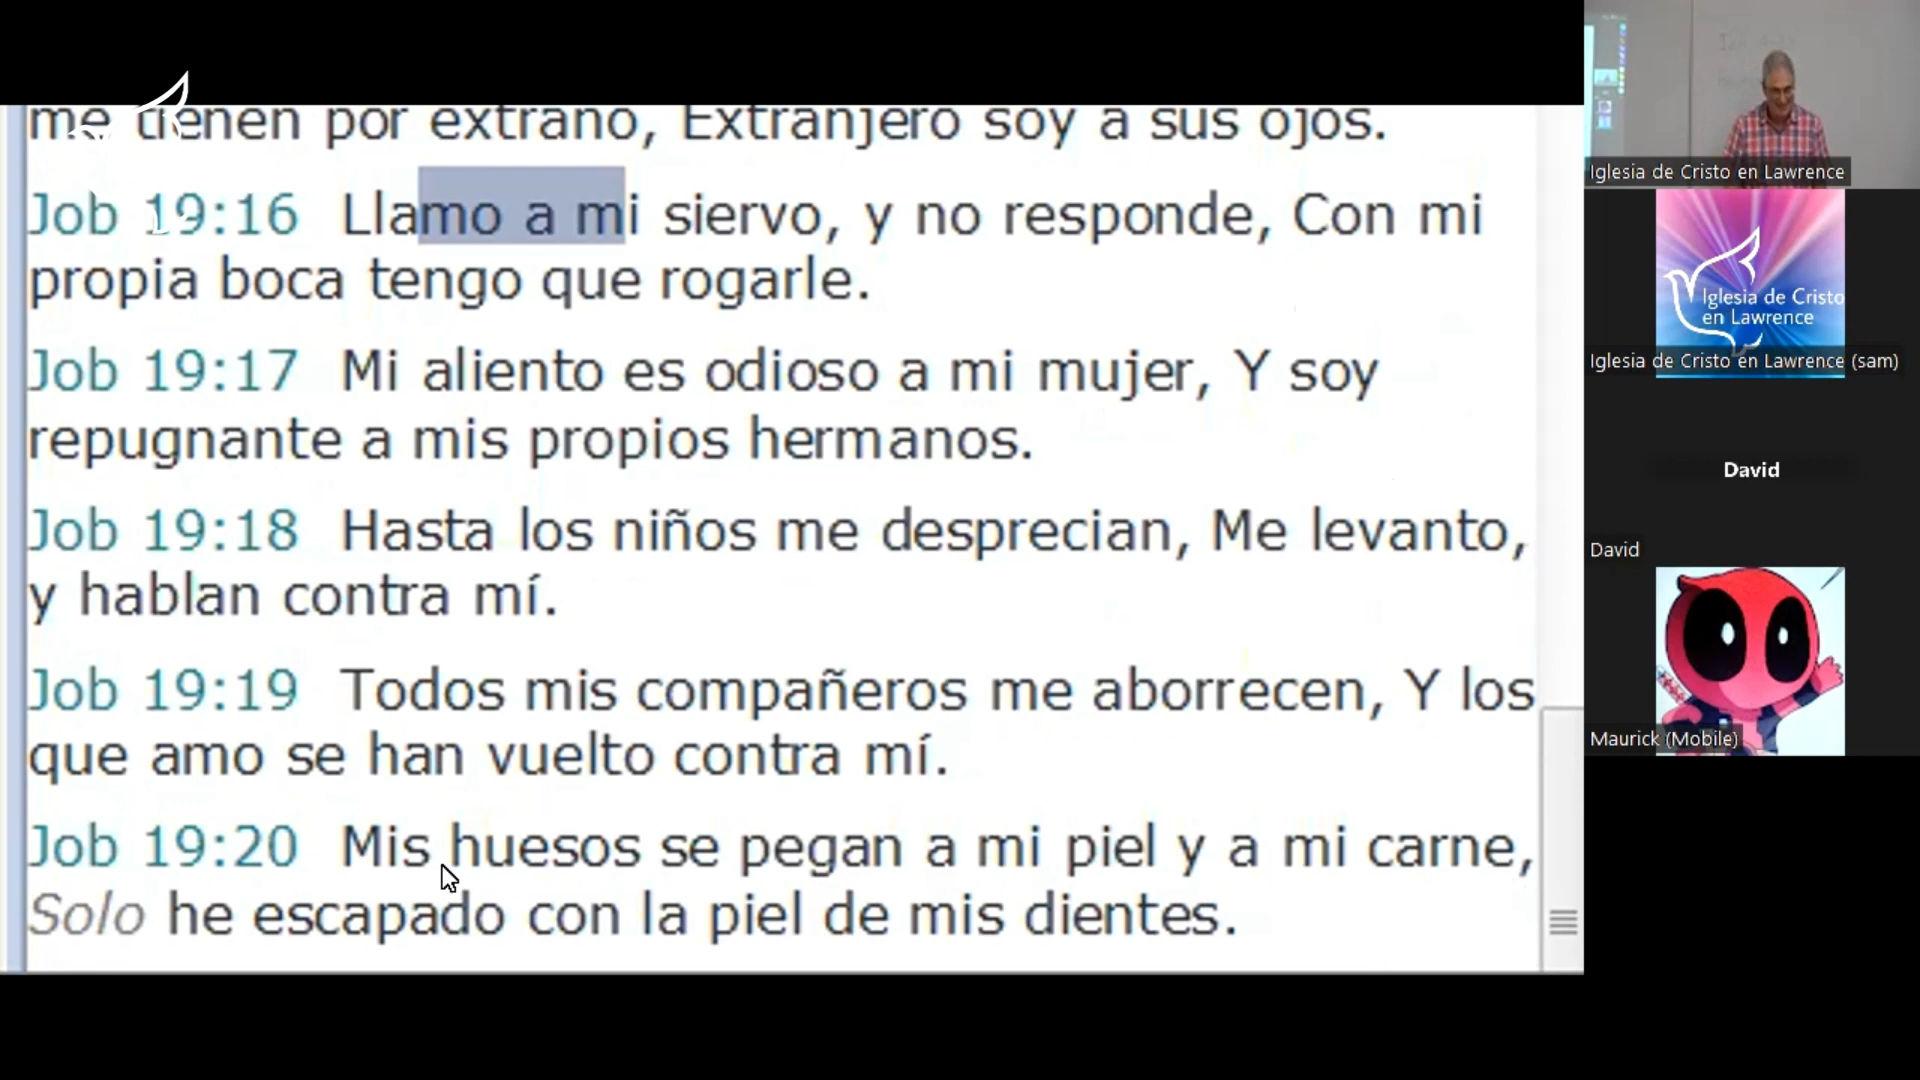 me tienen por extraño, Extranjero soy a sus ojos.
Job 19:16 Llamo a mi siervo, y no responde, Con mi
propia boca tengo que rogarle.
Job 19:17 Mi aliento es odioso a mi mujer, Y soy
repugnante a mis propios hermanos.
Job 19:18 Hasta los niños me desprecian, Me levanto,
y hablan contra mí.
Job 19:19 Todos mis compañeros me aborrecen, Y los
que amo se han vuelto contra mí.
Job 19:20 Mis huesos se pegan a mi piel y a mi carne,
Solo he escapado con la piel de mis dientes.
Iglesia de Cristo en Lawrence
Iglesia de Cristo
en Lawrence
Iglesia de Cristo en Lawrence (sam)
David
David
Maurick (Mobile)